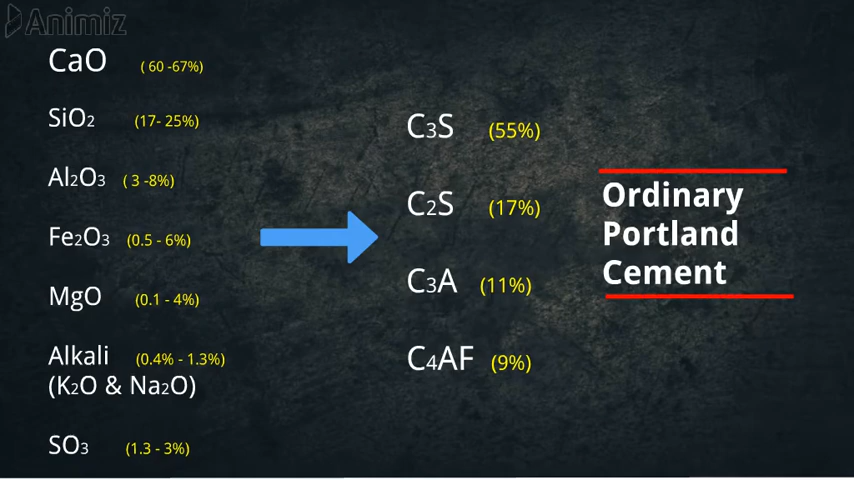 Animiz
CaO (60 -67%)
SiO2 (17- 25%)
Al2O3 ( 3 -8%)
Fe2O3 (0.5 - 6%)
MgO (0.1 - 4%)
Alkali (0.4% - 1.3%)
(K2O & Na2O)
SO3 (1.3 - 3%)
C3S (55%)
C2S (17%)
C3A (11%)
C4AF (9%)
Ordinary
Portland
Cement